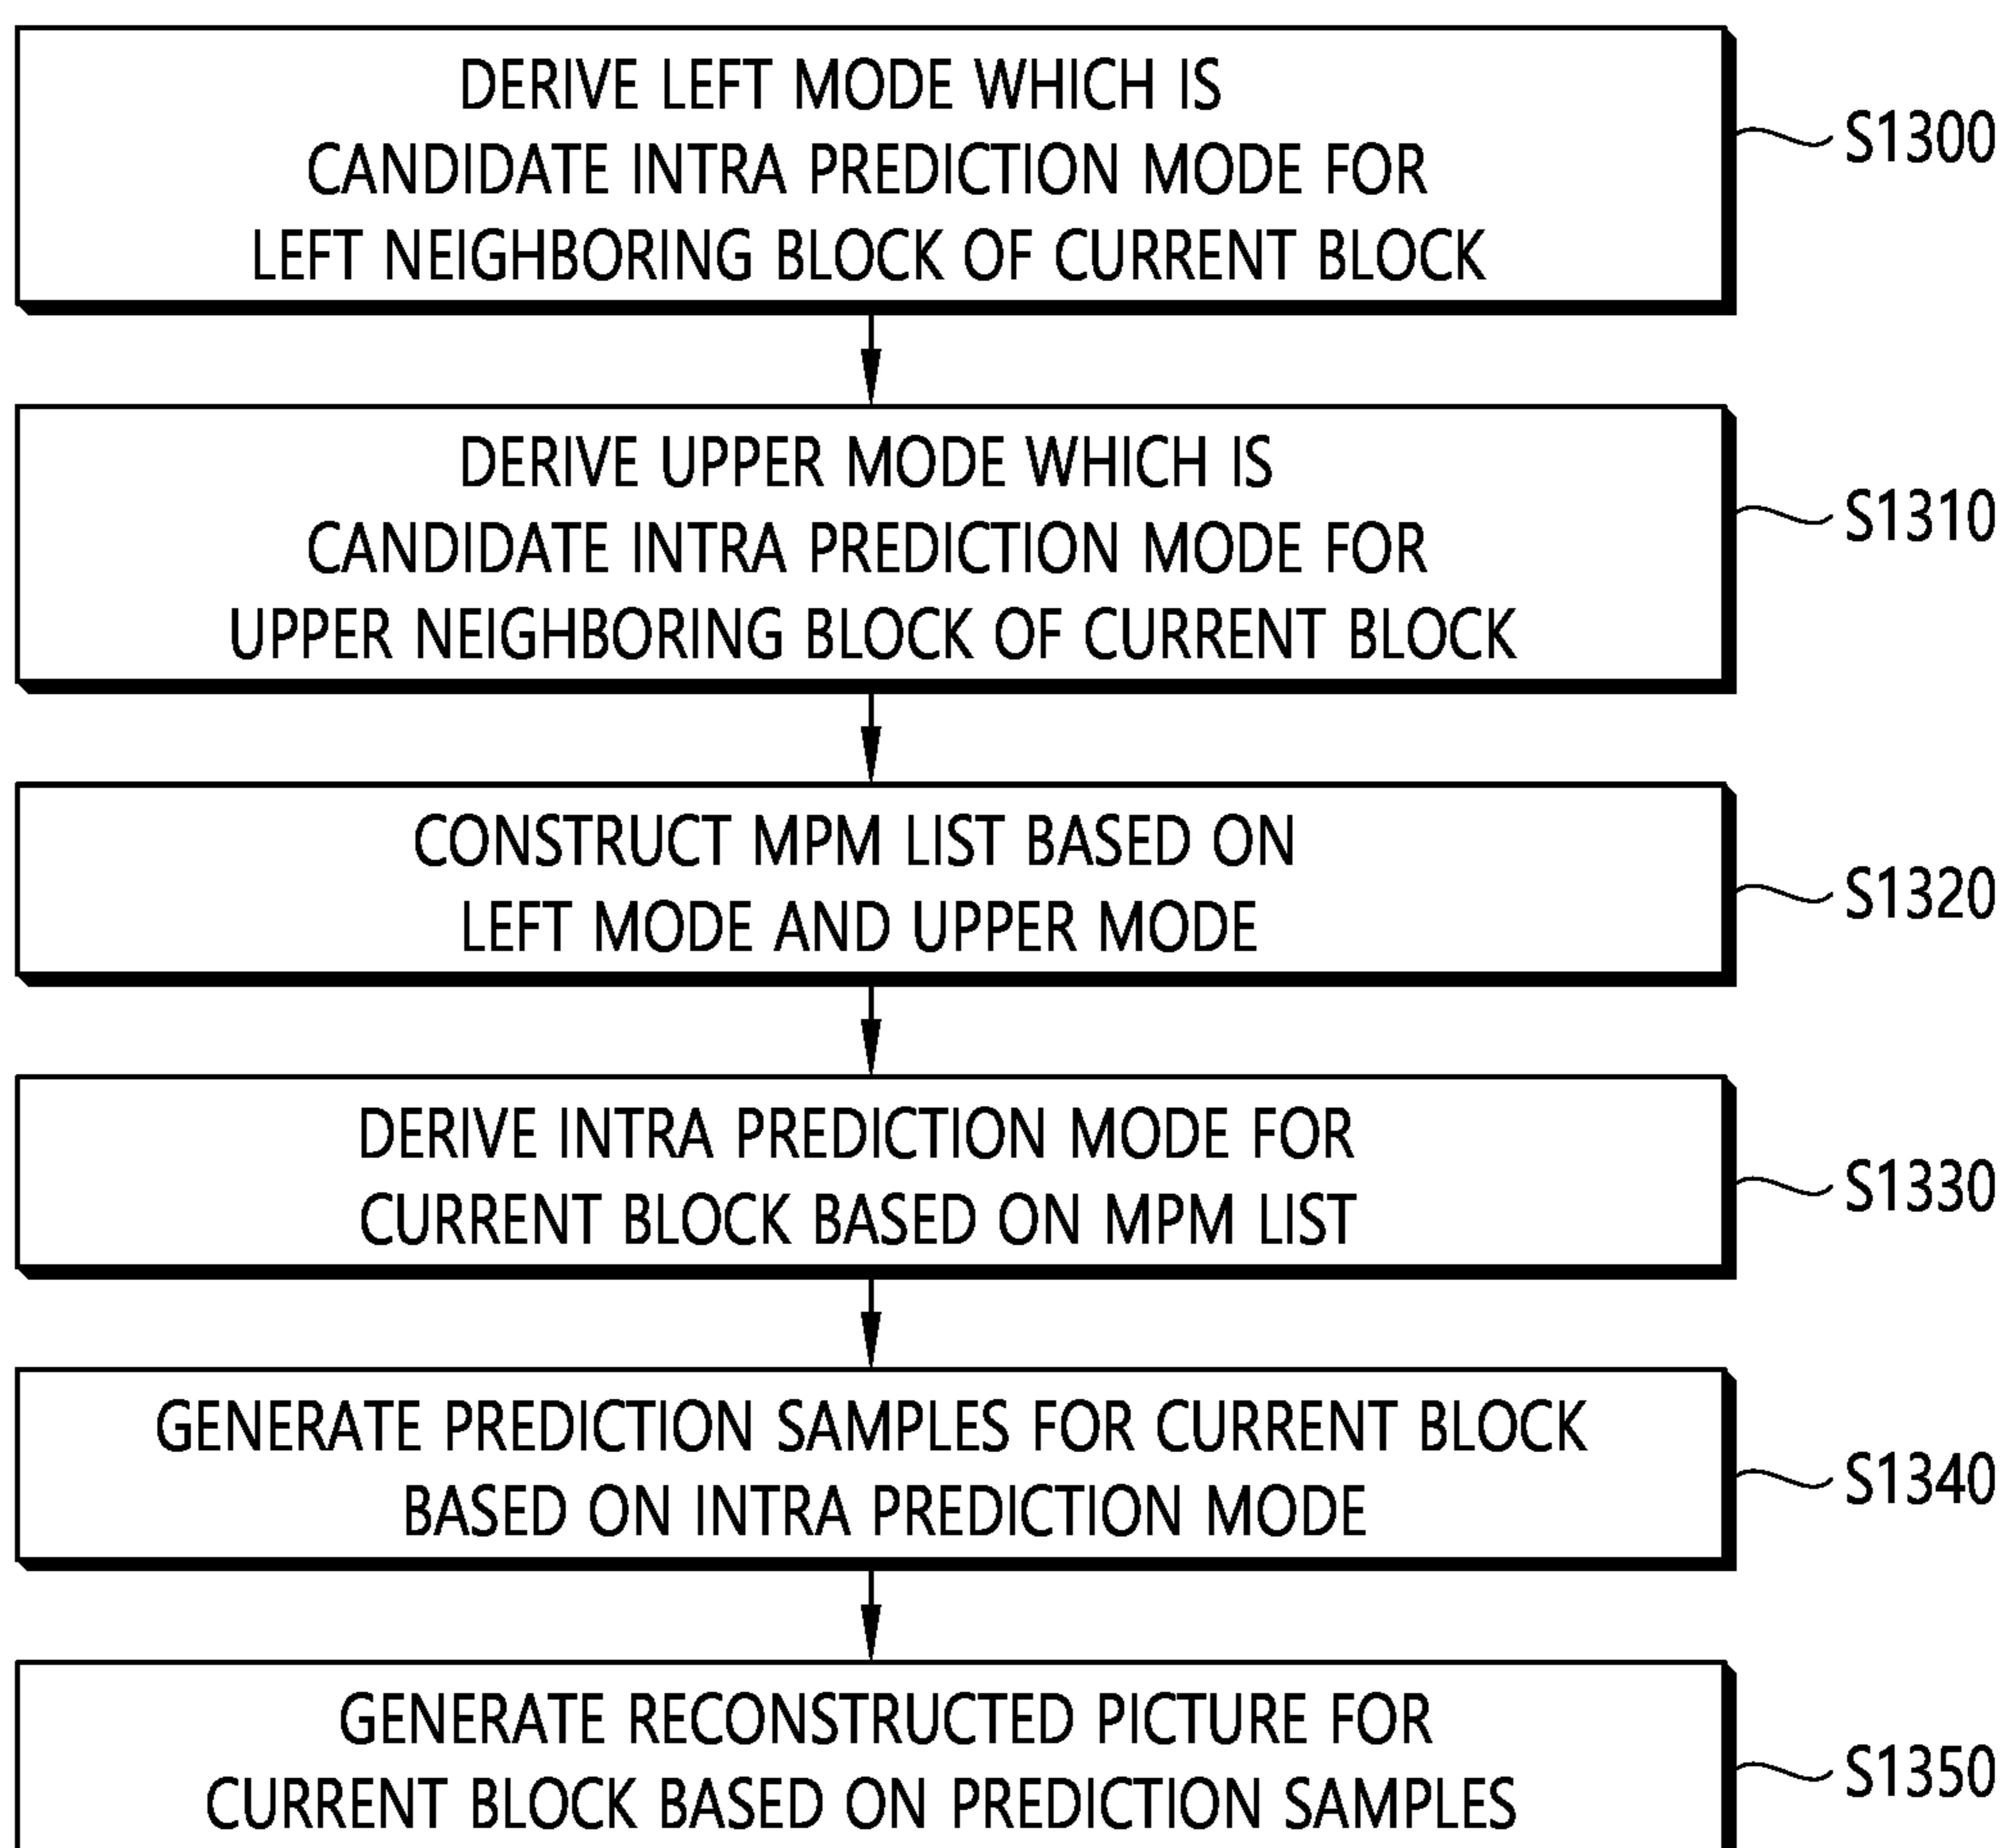 DERIVE LEFT MODE WHICH IS
CANDIDATE INTRA PREDICTION MODE FOR
LEFT NEIGHBORING BLOCK OF CURRENT BLOCK
S1300
DERIVE UPPER MODE WHICH IS
CANDIDATE INTRA PREDICTION MODE FOR
UPPER NEIGHBORING BLOCK OF CURRENT BLOCK
S1310
CONSTRUCT MPM LIST BASED ON
LEFT MODE AND UPPER MODE
S1320
DERIVE INTRA PREDICTION MODE FOR
CURRENT BLOCK BASED ON MPM LIST
S1330
GENERATE PREDICTION SAMPLES FOR CURRENT BLOCK
BASED ON INTRA PREDICTION MODE
S1340
GENERATE RECONSTRUCTED PICTURE FOR
CURRENT BLOCK BASED ON PREDICTION SAMPLES
S1350